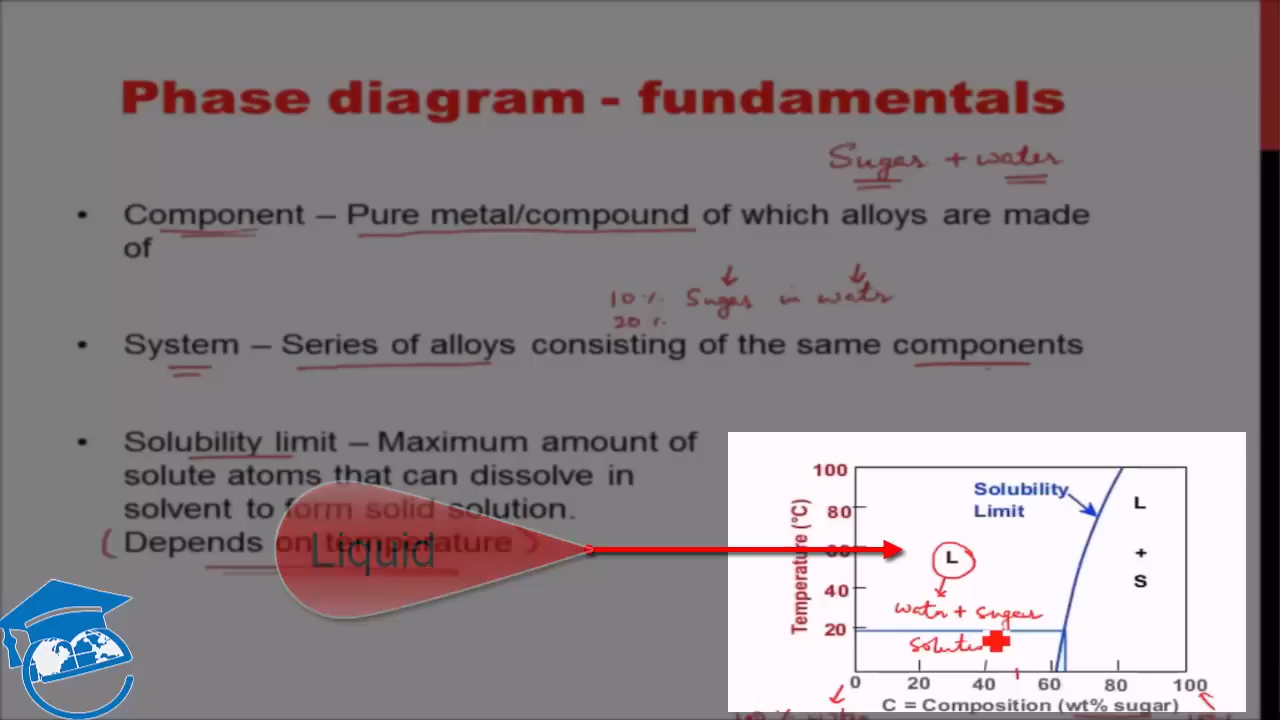 Phase diagram - fundamentals
Sugar + water
• Component – Pure metal/compound of which alloys are made
of
10 % Sugar in watr
20 %
• System – Series of alloys consisting of the same components
• Solubility limit – Maximum amount of
solute atoms that can dissolve in
solvent to form solid solution.
( Depends on temperature )
Liquid
Temperature (°C)
100
80
60
40
20
Solubility
Limit
L
L
+
S
watr + sugar
0 20 40 60 80 100
C = Composition (wt% sugar)